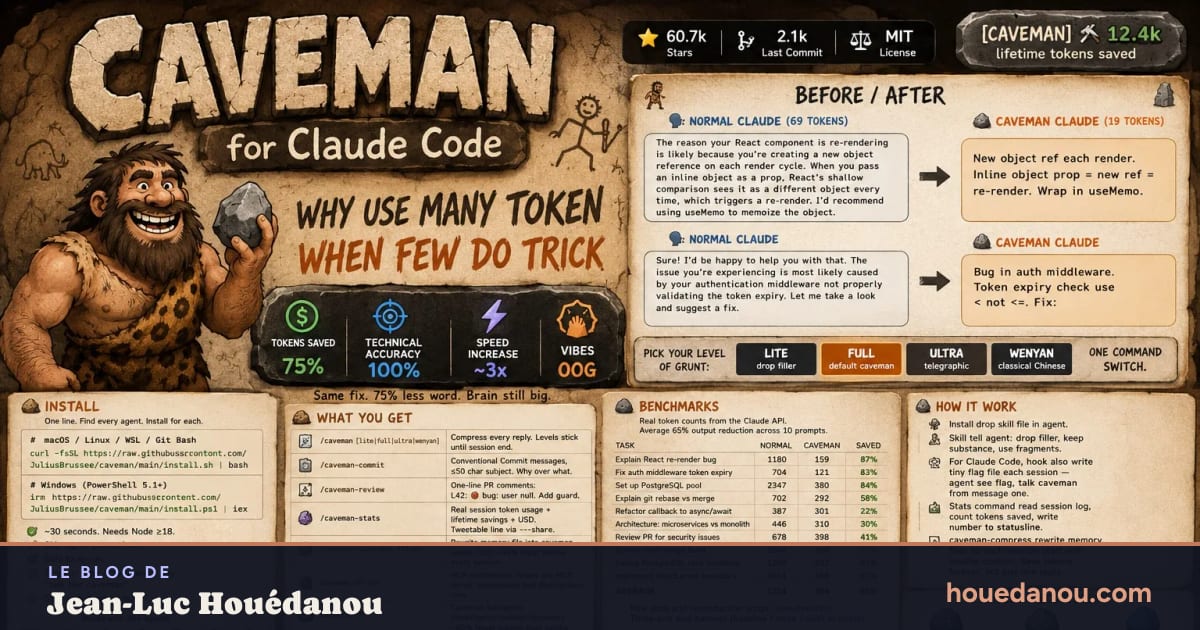 CAVEMAN
for Claude Code
WHY USE MANY TOKEN
WHEN FEW DO TRICK
TOKENS SAVED
75%
TECHNICAL
ACCURACY
100%
SPEED
INCREASE
~3x
VIBES
OOG
Same fix. 75% less word. Brain still big.
60.7k
Stars
2.1k
Last Commit
MIT
License
[CAVEMAN] 12.4k
lifetime tokens saved
BEFORE / AFTER
NORMAL CLAUDE (69 TOKENS)
The reason your React component is re-rendering
is likely because you're creating a new object
reference on each render cycle. When you pass
an inline object as a prop, React's shallow
comparison sees it as a different object every
time, which triggers a re-render. I'd recommend
using useMemo to memoize the object.
CAVEMAN CLAUDE (19 TOKENS)
New object ref each render.
Inline object prop = new ref =
re-render. Wrap in useMemo.
NORMAL CLAUDE
Sure! I'd be happy to help you with that. The
issue you're experiencing is most likely caused
by your authentication middleware not properly
validating the token expiry. Let me take a look
and suggest a fix.
CAVEMAN CLAUDE
Bug in auth middleware.
Token expiry check use
< not <=. Fix:
PICK YOUR LEVEL
OF GRUNT:
LITE
drop filler
FULL
default caveman
ULTRA
telegraphic
WENYAN
classical Chinese
ONE COMMAND
SWITCH.
INSTALL
One line. Find every agent. Install for each.
# macOS / Linux / WSL / Git Bash
curl -fsSL https://raw.githubusscrontent.com/
JuliusBrussee/caveman/main/install.sh | bash
# Windows (PowerShell 5.1+)
irm https://raw.githubusscrontent.com/
JuliusBrussee/caveman/main/install.ps1 | iex
~30 seconds. Needs Node ≥18.
WHAT YOU GET
/caveman [lite|full|ultra|wenyan]
Compress every reply. Levels stick
until session end.
/caveman-commit
Conventional Commit messages,
≤50 char subject. Why over what.
/caveman-review
One-line PR comments:
L42: bug: user null. Add guard.
/caveman-stats
Real session token usage +
lifetime savings + USD.
Tweetable line via ---share.
BENCHMARKS
Real token counts from the Claude API.
Average 65% output reduction across 10 prompts.
TASK NORMAL CAVEMAN SAVED
Explain React re-render bug 1180 159 87%
Fix auth middleware token expiry 704 121 83%
Set up PostgreSQL pool 2347 380 84%
Explain git rebase vs merge 702 292 58%
Refactor callback to async/await 387 301 22%
Architecture: microservices vs monolith 446 310 30%
Review PR for security issues 678 398 41%
HOW IT WORK
Install drop skill file in agent.
Skill tell agent: drop filler, keep
substance, use fragments.
For Claude Code, hook also write
tiny flag file each session —
agent see flag, talk caveman
from message one.
Stats command read session log,
count tokens saved, write
number to statusline.
caveman-compress rewrite memory
LE BLOG DE
Jean-Luc Houédanou
houedanou.com